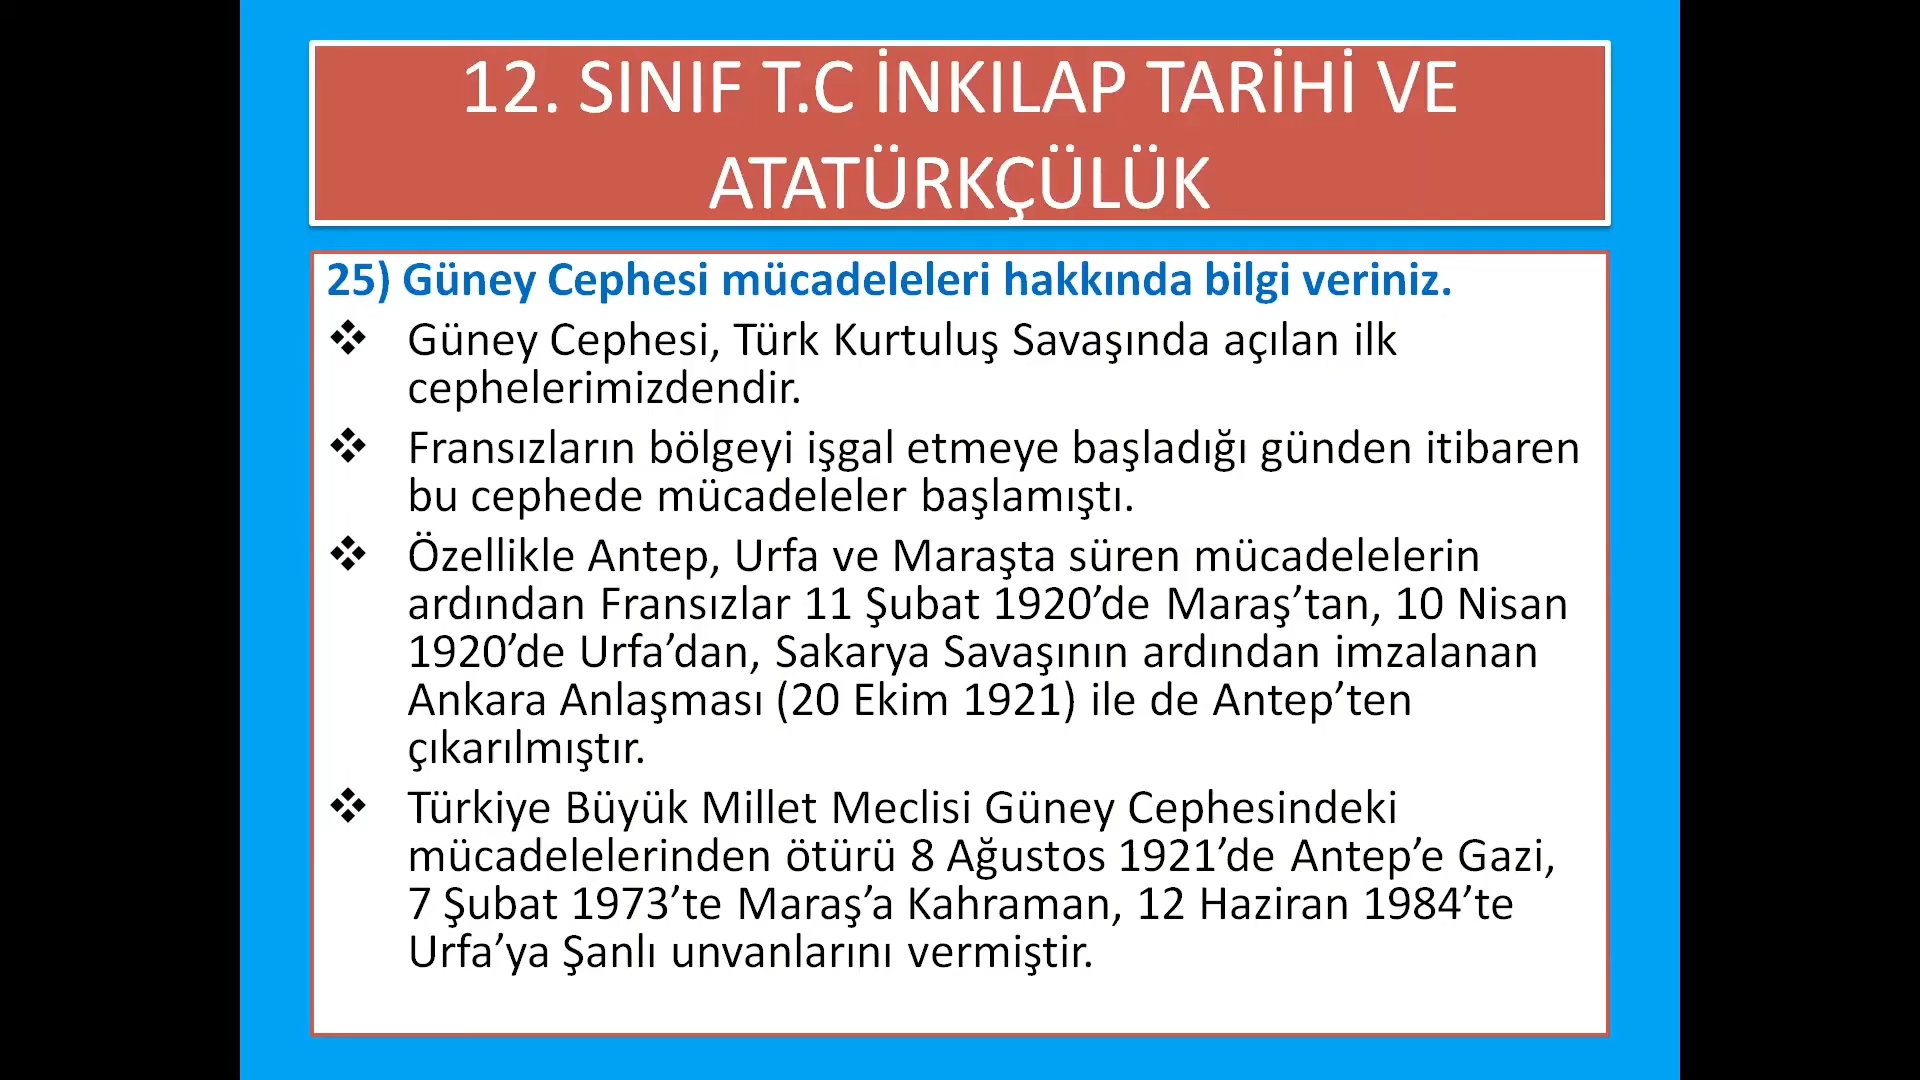 12. SINIF T.C İNKILAP TARİHİ VE
ATATÜRKÇÜLÜK
25) Güney Cephesi mücadeleleri hakkında bilgi veriniz.
❖ Güney Cephesi, Türk Kurtuluş Savaşında açılan ilk
cephelerimizdendir.
❖ Fransızların bölgeyi işgal etmeye başladığı günden itibaren
bu cephede mücadeleler başlamıştı.
❖ Özellikle Antep, Urfa ve Maraşta süren mücadelelerin
ardından Fransızlar 11 Şubat 1920’de Maraş’tan, 10 Nisan
1920’de Urfa’dan, Sakarya Savaşının ardından imzalanan
Ankara Anlaşması (20 Ekim 1921) ile de Antep’ten
çıkarılmıştır.
❖ Türkiye Büyük Millet Meclisi Güney Cephesindeki
mücadelelerinden ötürü 8 Ağustos 1921’de Antep’e Gazi,
7 Şubat 1973’te Maraş’a Kahraman, 12 Haziran 1984’te
Urfa’ya Şanlı unvanlarını vermiştir.